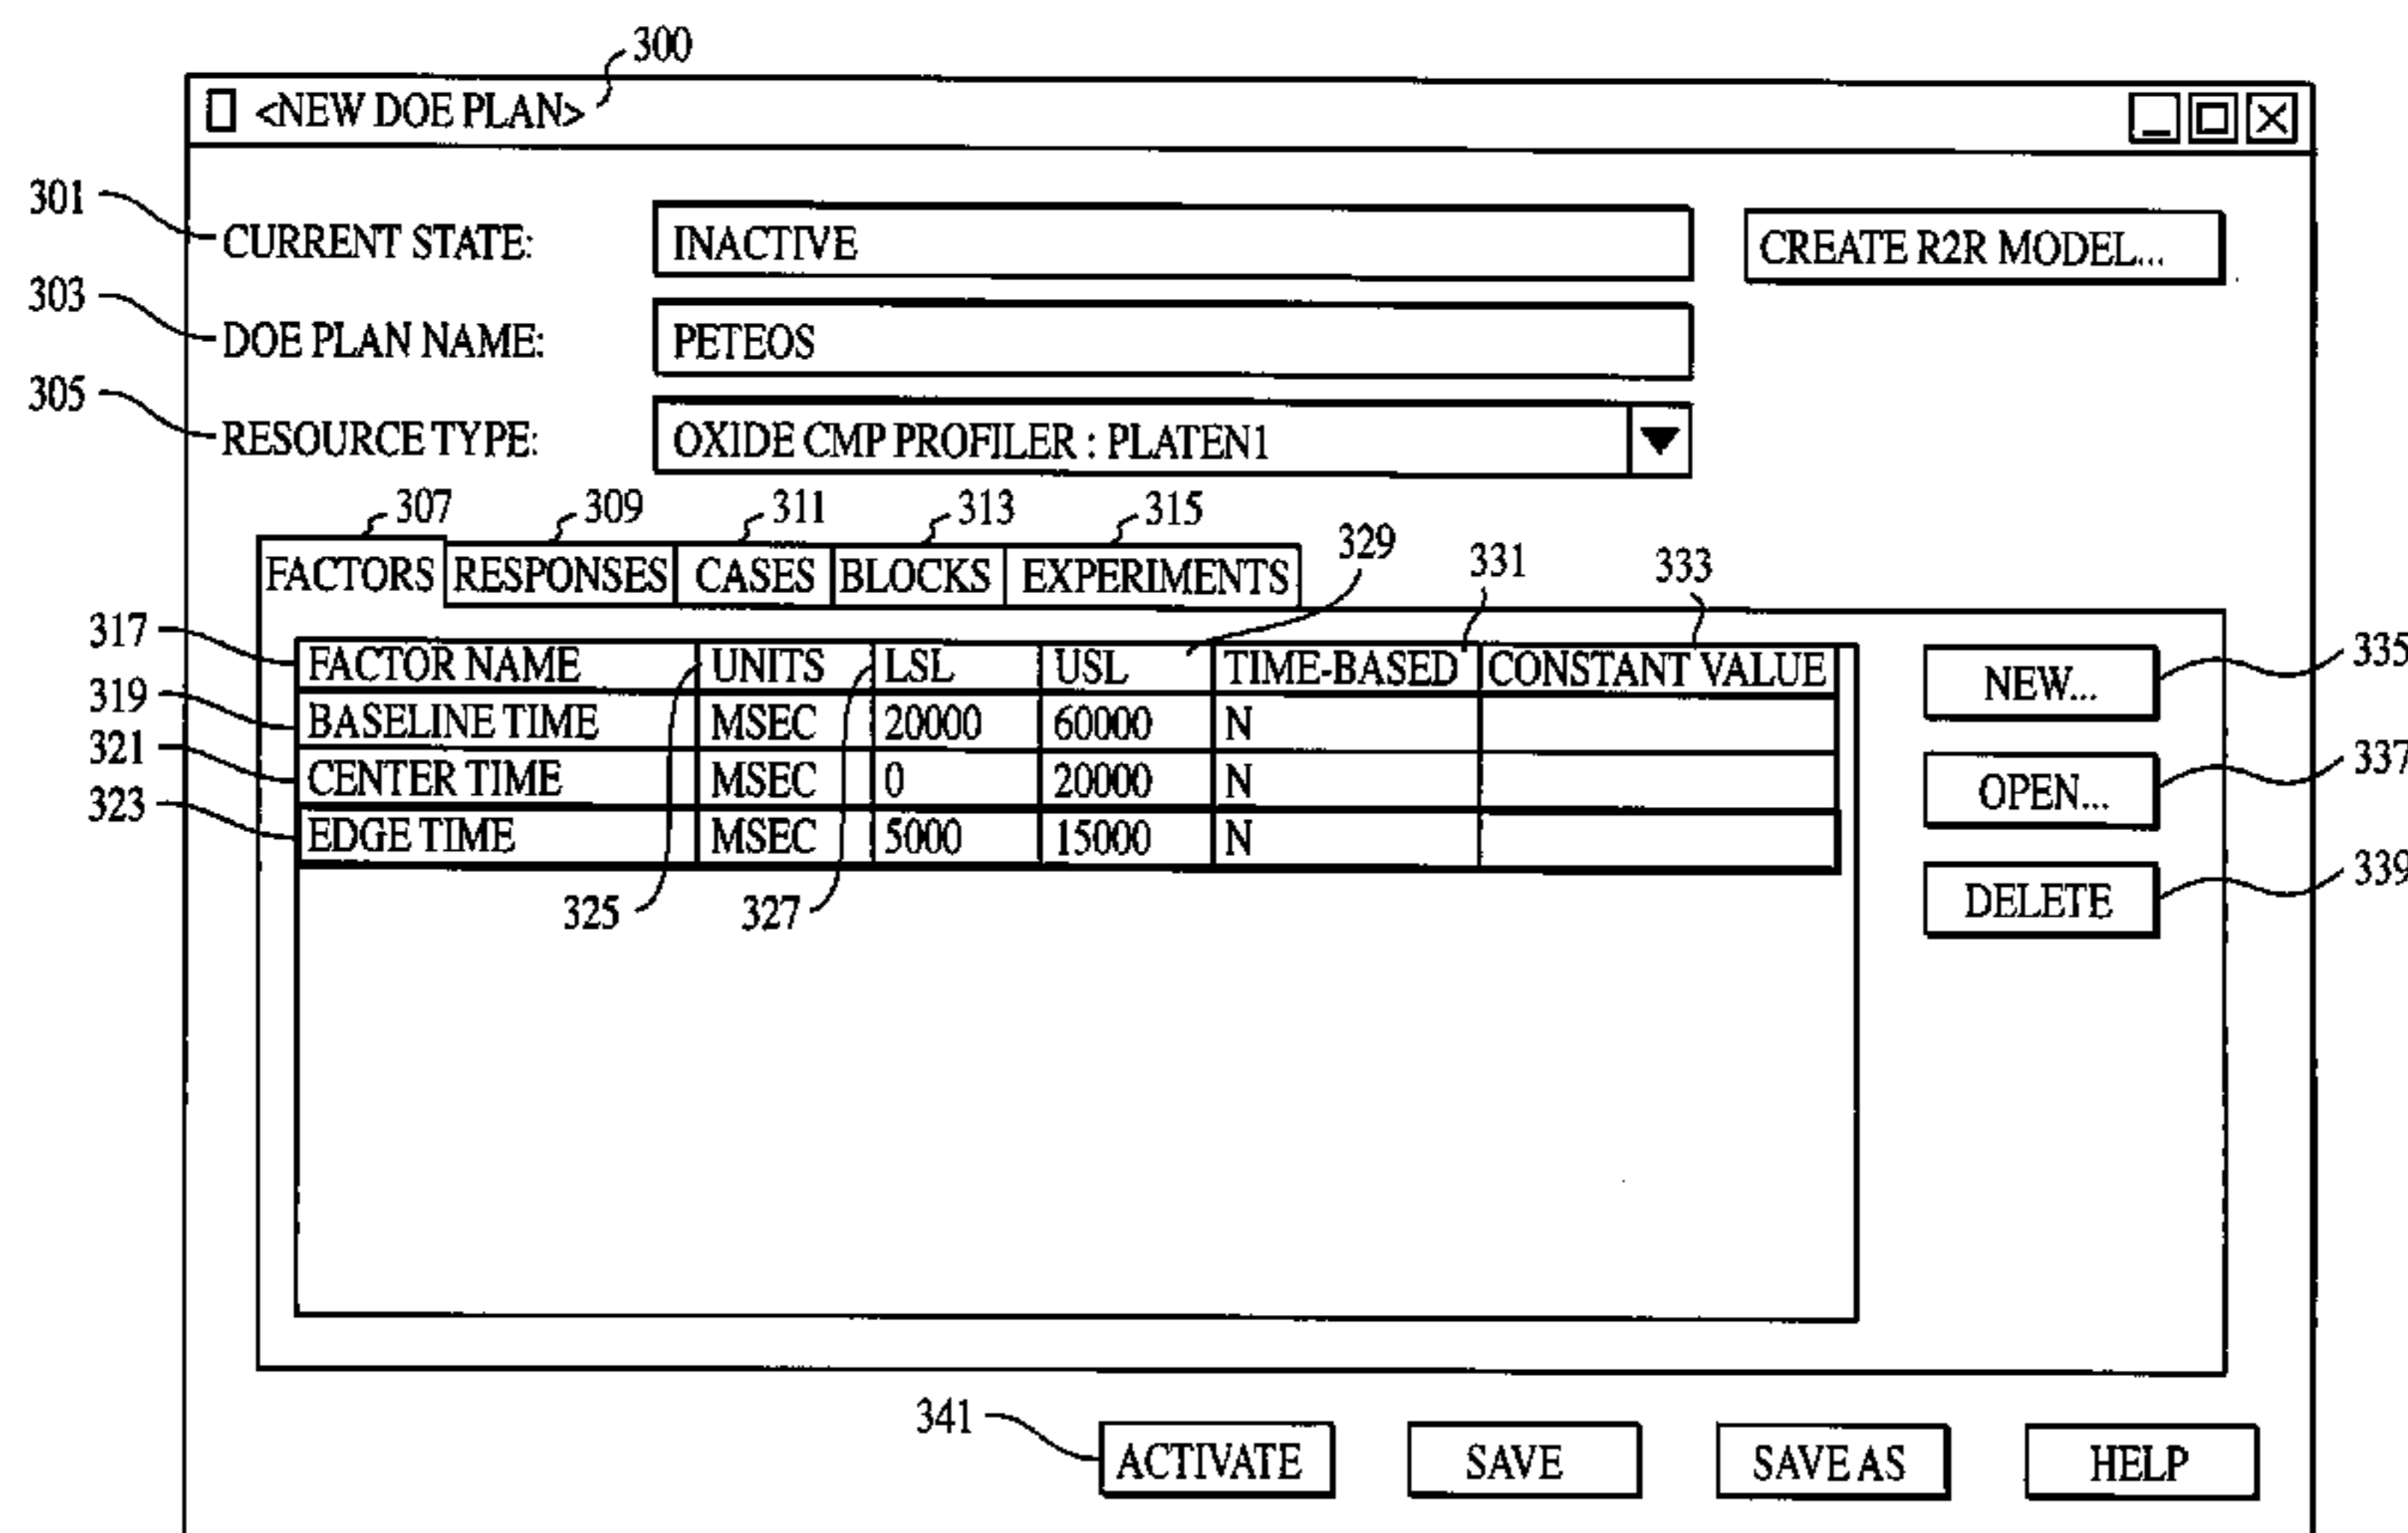 300
<NEW DOE PLAN>
301
CURRENT STATE: INACTIVE CREATE R2R MODEL...
303
DOE PLAN NAME: PETEOS
305
RESOURCE TYPE: OXIDE CMP PROFILER : PLATEN1
307 309 311 313 315 329 331 333
FACTORS RESPONSES CASES BLOCKS EXPERIMENTS
317 FACTOR NAME UNITS LSL USL TIME-BASED CONSTANT VALUE NEW... 335
319 BASELINE TIME MSEC 20000 60000 N
321 CENTER TIME MSEC 0 20000 N OPEN... 337
323 EDGE TIME MSEC 5000 15000 N
325 327 DELETE 339
341 ACTIVATE SAVE SAVE AS HELP